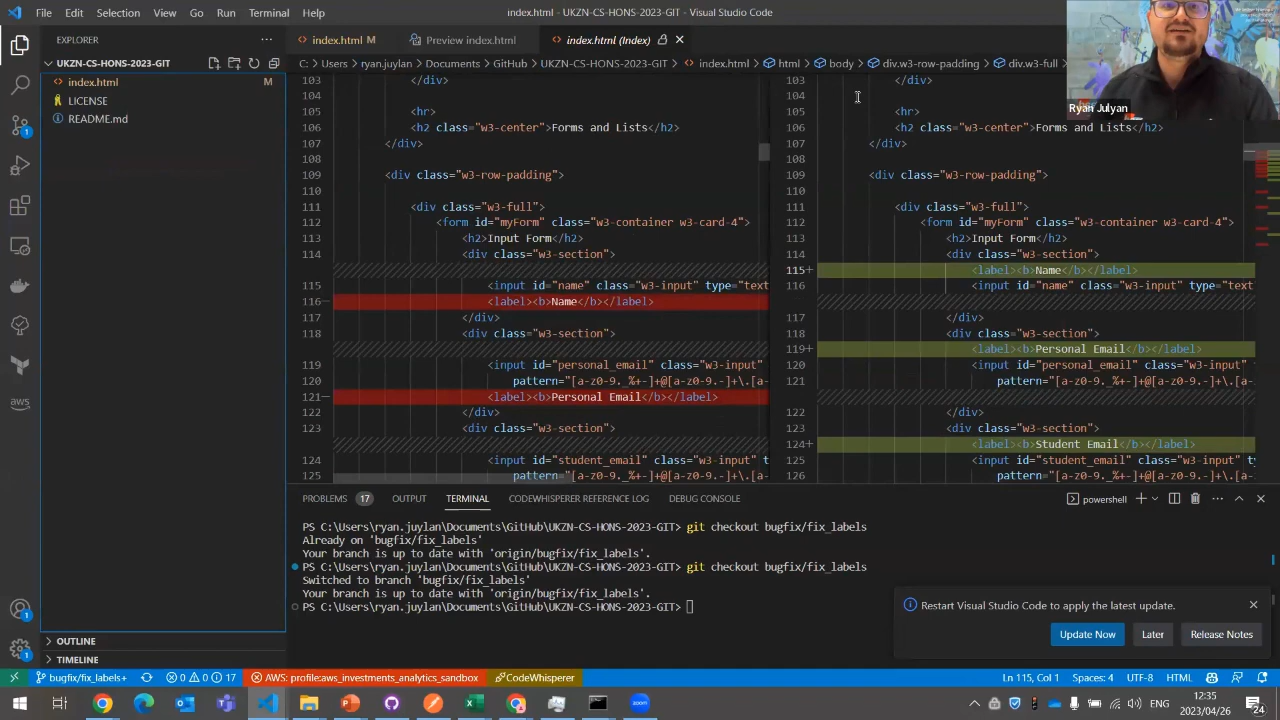 File Edit Selection View Go Run Terminal Help
index.html - UKZN-CS-HONS-2023-GIT - Visual Studio Code
EXPLORER
UKZN-CS-HONS-2023-GIT
index.html M
LICENSE
README.md
OUTLINE
TIMELINE
index.html M Preview index.html index.html (Index)
C: > Users > ryan.juylan > Documents > GitHub > UKZN-CS-HONS-2023-GIT > index.html > html > body > div.w3-row-padding > div.w3-full >
103 </div>
104
105 <hr>
106 <h2 class="w3-center">Forms and Lists</h2>
107 </div>
108
109 <div class="w3-row-padding">
110
111 <div class="w3-full">
112 <form id="myForm" class="w3-container w3-card-4">
113 <h2>Input Form</h2>
114 <div class="w3-section">
115 <input id="name" class="w3-input" type="text
116- <label><b>Name</b></label>
117 </div>
118 <div class="w3-section">
119 <input id="personal_email" class="w3-input"
120 pattern="[a-z0-9._%+-]+@[a-z0-9.-]+\.[a-
121- <label><b>Personal Email</b></label>
122 </div>
123 <div class="w3-section">
124 <input id="student_email" class="w3-input" t
125 pattern="[a-z0-9._%+-]+@[a-z0-9.-]+\.[a-
103 </div>
104
105 <hr>
106 <h2 class="w3-center">Forms and Lists</h2>
107 </div>
108
109 <div class="w3-row-padding">
110
111 <div class="w3-full">
112 <form id="myForm" class="w3-container w3-card-4">
113 <h2>Input Form</h2>
114 <div class="w3-section">
115+ <label><b>Name</b></label>
116 <input id="name" class="w3-input" type="text
117 </div>
118 <div class="w3-section">
119+ <label><b>Personal Email</b></label>
120 <input id="personal_email" class="w3-input"
121 pattern="[a-z0-9._%+-]+@[a-z0-9.-]+\.[a-z
122 </div>
123 <div class="w3-section">
124+ <label><b>Student Email</b></label>
125 <input id="student_email" class="w3-input" ty
126 pattern="[a-z0-9._%+-]+@[a-z0-9.-]+\.[a-z
Ryan Julyan
PROBLEMS 17 OUTPUT TERMINAL CODEWHISPERER REFERENCE LOG DEBUG CONSOLE
powershell
PS C:\Users\ryan.juylan\Documents\GitHub\UKZN-CS-HONS-2023-GIT> git checkout bugfix/fix_labels
Already on 'bugfix/fix_labels'
Your branch is up to date with 'origin/bugfix/fix_labels'.
PS C:\Users\ryan.juylan\Documents\GitHub\UKZN-CS-HONS-2023-GIT> git checkout bugfix/fix_labels
Switched to branch 'bugfix/fix_labels'
Your branch is up to date with 'origin/bugfix/fix_labels'.
PS C:\Users\ryan.juylan\Documents\GitHub\UKZN-CS-HONS-2023-GIT>
Restart Visual Studio Code to apply the latest update.
Update Now Later Release Notes
aws
1
1
1
bugfix/fix_labels+ 0 0 17 AWS: profile:aws_investments_analytics_sandbox CodeWhisperer
Ln 115, Col 1 Spaces: 4 UTF-8 HTML
zoom
ENG
12:35
2023/04/26
24